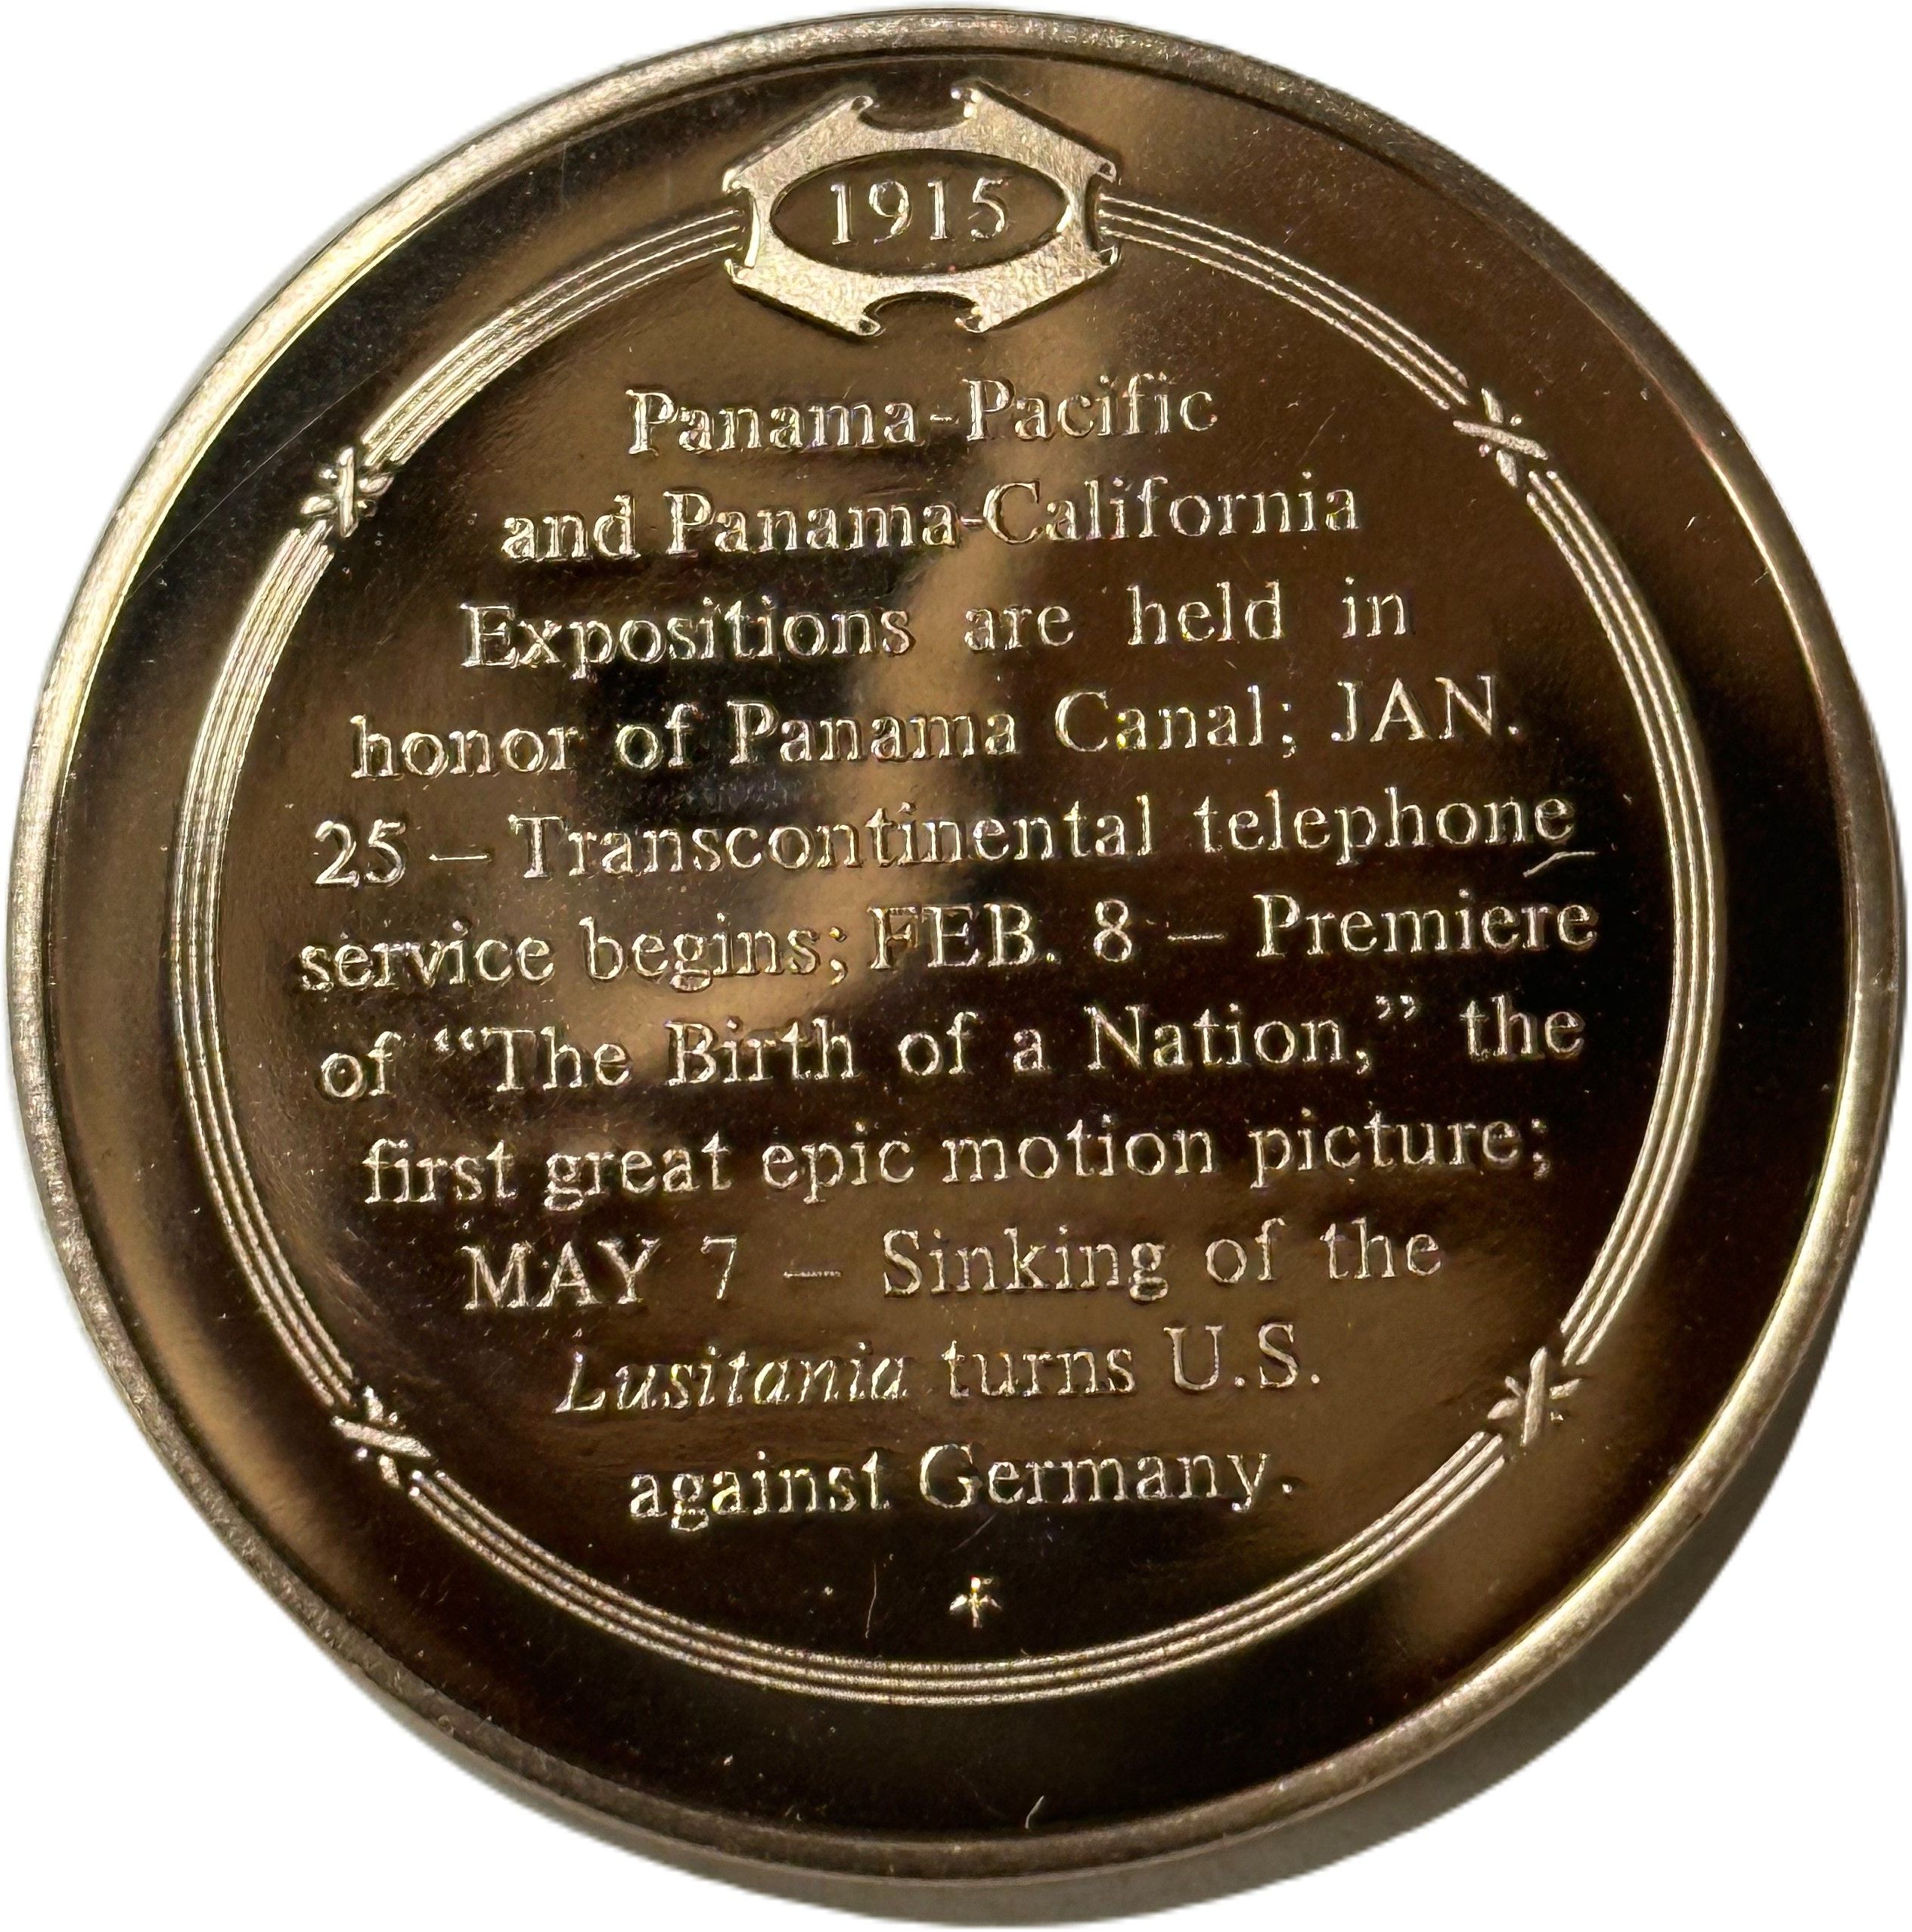 1915
Panama-Pacific
and Panama-California
Expositions are held in
honor of Panama Canal; JAN.
25 – Transcontinental telephone
service begins; FEB. 8 – Premiere
of “The Birth of a Nation,” the
first great epic motion picture;
MAY 7 – Sinking of the
Lusitania turns U.S.
against Germany.